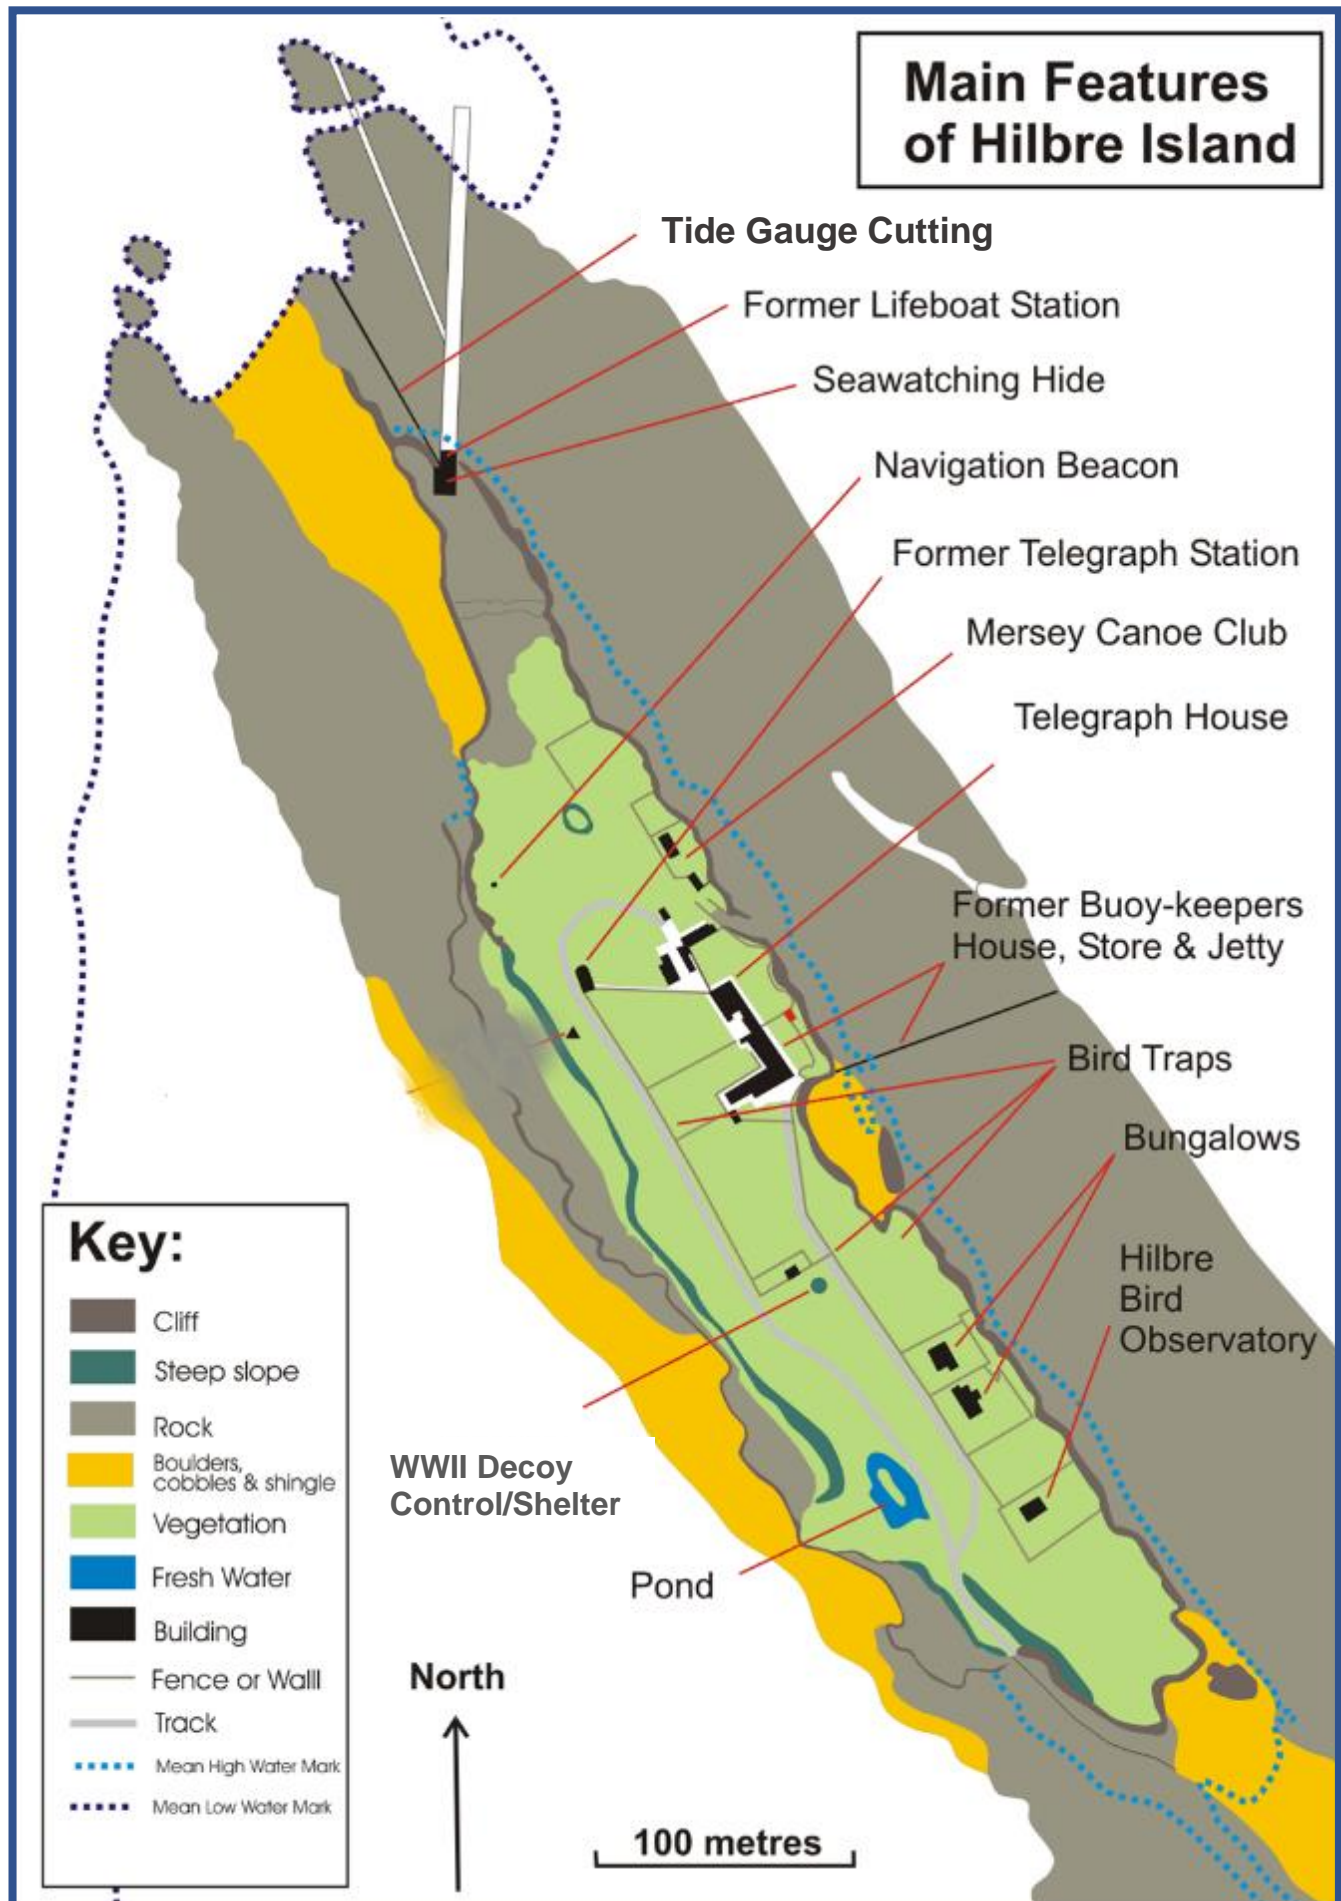 Main Features
of Hilbre Island
Tide Gauge Cutting
Former Lifeboat Station
Seawatching Hide
Navigation Beacon
Former Telegraph Station
Mersey Canoe Club
Telegraph House
Former Buoy-keepers
House, Store & Jetty
Bird Traps
Bungalows
Hilbre
Bird
Observatory
WWII Decoy
Control/Shelter
Pond
Key:
Cliff
Steep slope
Rock
Boulders,
cobbles & shingle
Vegetation
Fresh Water
Building
Fence or Walll
Track
Mean High Water Mark
Mean Low Water Mark
North
100 metres